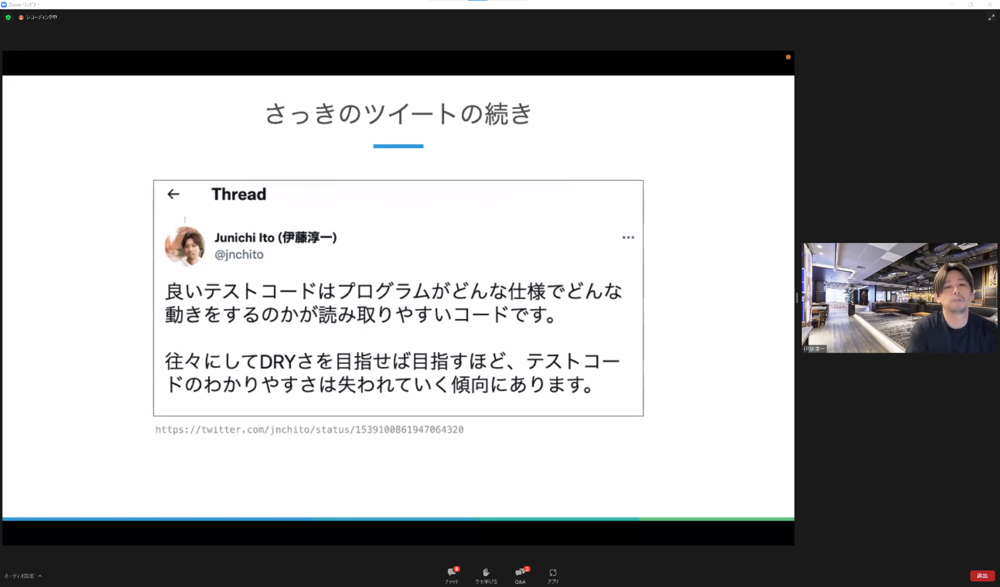 Zoom ウェビナー
レコーディング中
さっきのツイートの続き
Thread
Junichi Ito (伊藤淳一)
@jnchito
良いテストコードはプログラムがどんな仕様でどんな
動きをするのかが読み取りやすいコードです。
往々にしてDRYさを目指せば目指すほど、テストコー
ドのわかりやすさは失われていく傾向にあります。
https://twitter.com/jnchito/status/1539100861947064320
伊藤淳一
オーディオ設定
8
チャット
手を挙げる
2
Q&A
アプリ
退出